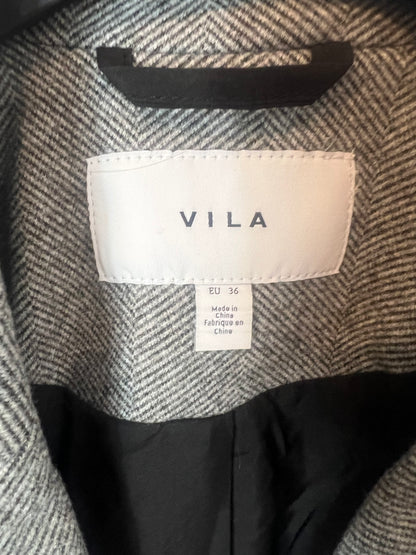 VILA
EU 36
Made in
China
Fabriqué en
Chine